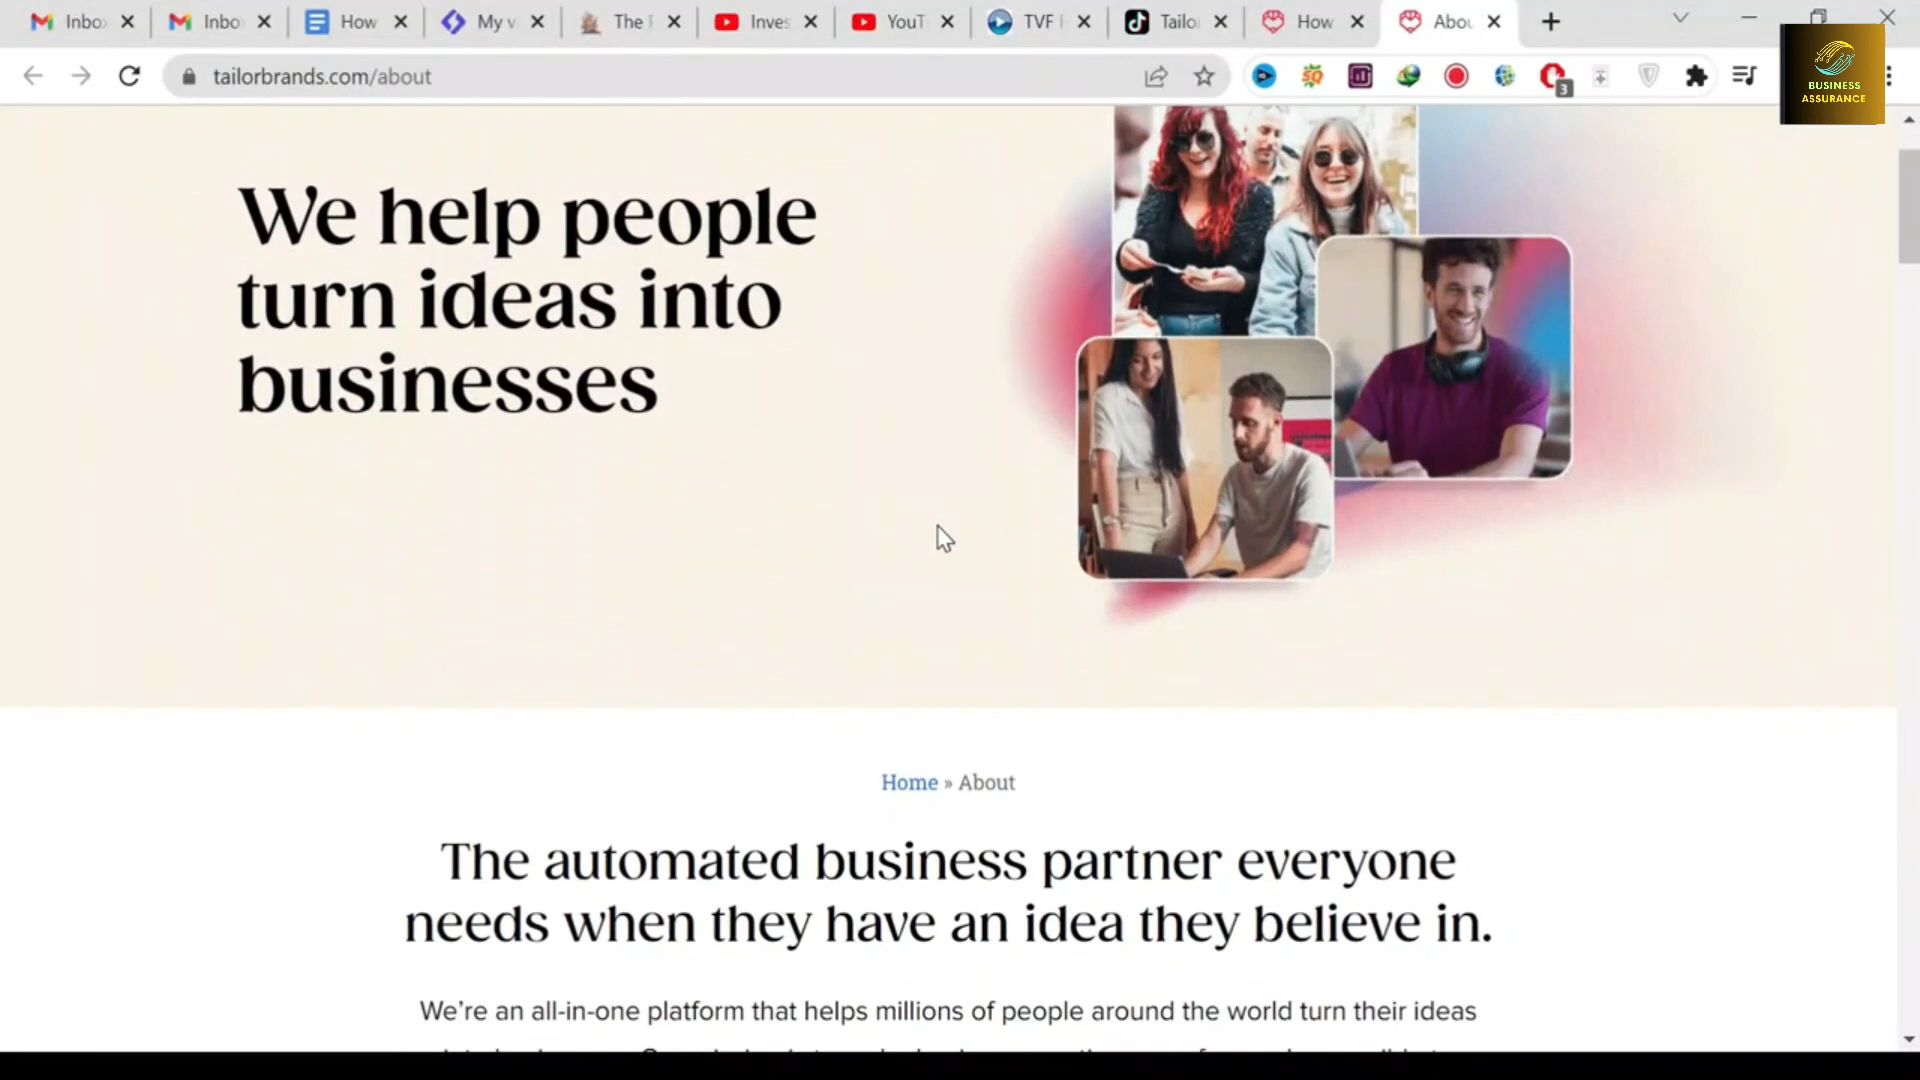 Inbo
Inbo
How
My v
The
Inves
YouT
TVF
Tailo
How
Abou
tailorbrands.com/about
3
BUSINESS
ASSURANCE
We help people
turn ideas into
businesses
Home » About
The automated business partner everyone
needs when they have an idea they believe in.
We're an all-in-one platform that helps millions of people around the world turn their ideas